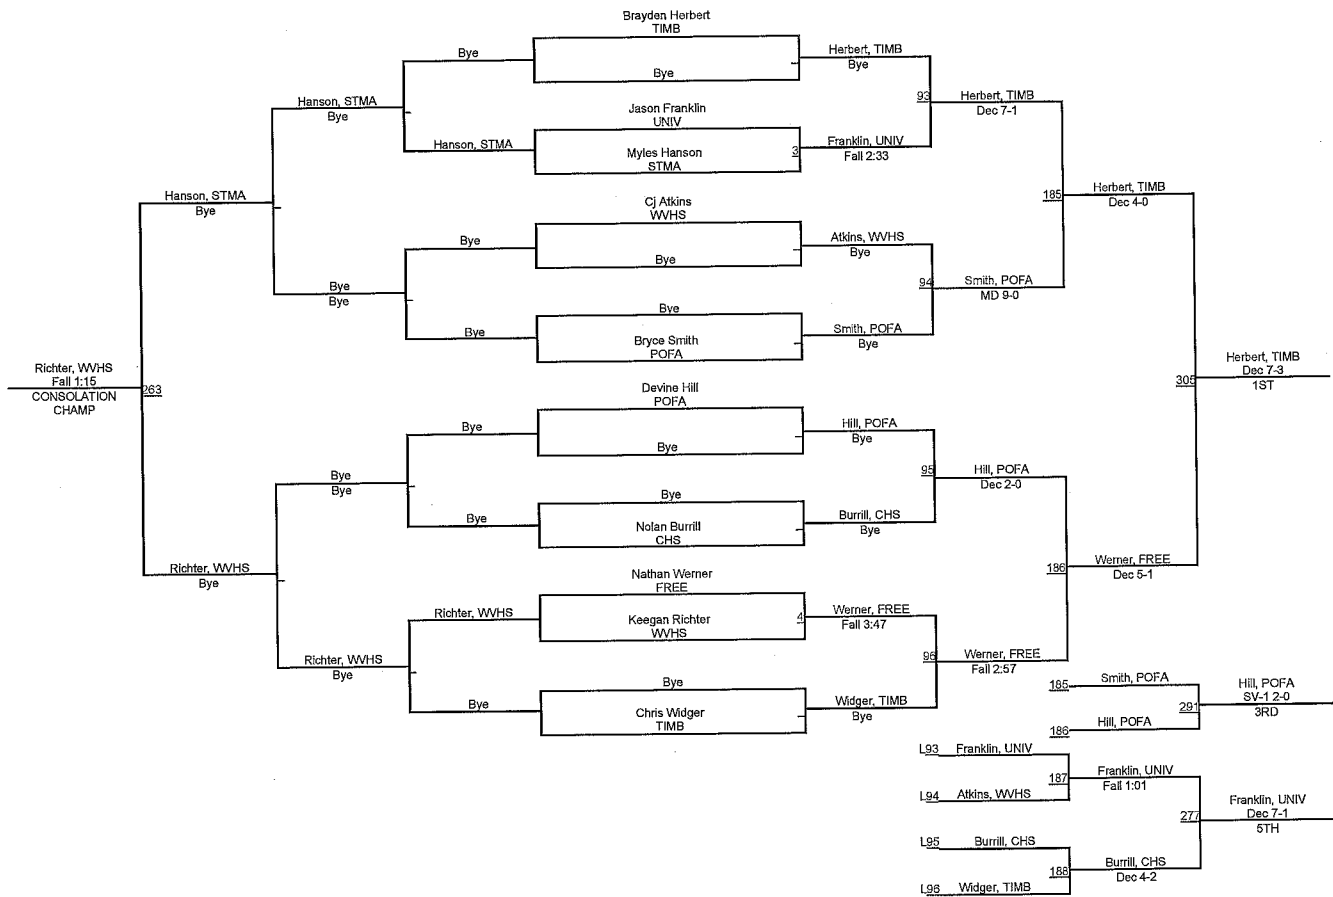 Brayden Herbert
TIMB
Bye
Herbert, TIMB
Bye
Bye
Hanson, STMA
Bye
93
Herbert, TIMB
Dec 7-1
Jason Franklin
UNIV
Hanson, STMA
Myles Hanson
STMA
3
Franklin, UNIV
Fall 2:33
Hanson, STMA
Bye
185
Herbert, TIMB
Dec 4-0
Cj Atkins
WVHS
Bye
Bye
Atkins, WVHS
Bye
Bye
Bye
94
Smith, POFA
MD 9-0
Bye
Bye
Bryce Smith
POFA
Smith, POFA
Bye
Richter, WVHS
Fall 1:15
CONSOLATION
CHAMP
263
305
Herbert, TIMB
Dec 7-3
1ST
Devine Hill
POFA
Bye
Bye
Hill, POFA
Bye
Bye
Bye
95
Hill, POFA
Dec 2-0
Bye
Bye
Nolan Burrill
CHS
Burrill, CHS
Bye
Richter, WVHS
Bye
186
Werner, FREE
Dec 5-1
Nathan Werner
FREE
Richter, WVHS
Keegan Richter
WVHS
4
Werner, FREE
Fall 3:47
Richter, WVHS
Bye
96
Werner, FREE
Fall 2:57
Bye
Bye
Chris Widger
TIMB
Widger, TIMB
Bye
185
Smith, POFA
291
Hill, POFA
SV-1 2-0
3RD
186
Hill, POFA
L93
Franklin, UNIV
187
Franklin, UNIV
Fall 1:01
L94
Atkins, WVHS
277
Franklin, UNIV
Dec 7-1
5TH
L95
Burrill, CHS
188
Burrill, CHS
Dec 4-2
L96
Widger, TIMB